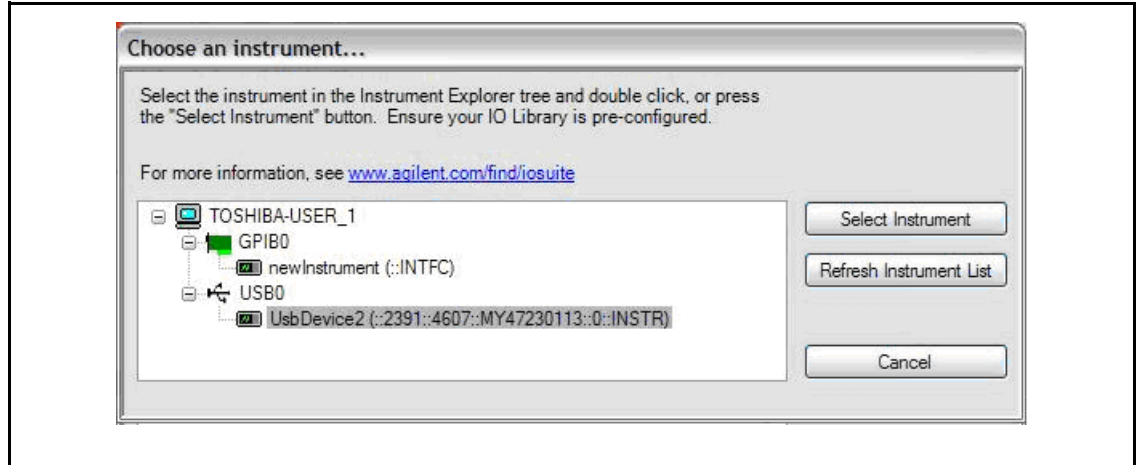 Choose an instrument...
Select the instrument in the Instrument Explorer tree and double click, or press
the "Select Instrument" button.  Ensure your IO Library is pre-configured.
For more information, see www.agilent.com/find/iosuite
TOSHIBA-USER_1
GPIB0
newInstrument (::INTFC)
USB0
UsbDevice2 (::2391::4607::MY47230113::0::INSTR)
Select Instrument
Refresh Instrument List
Cancel